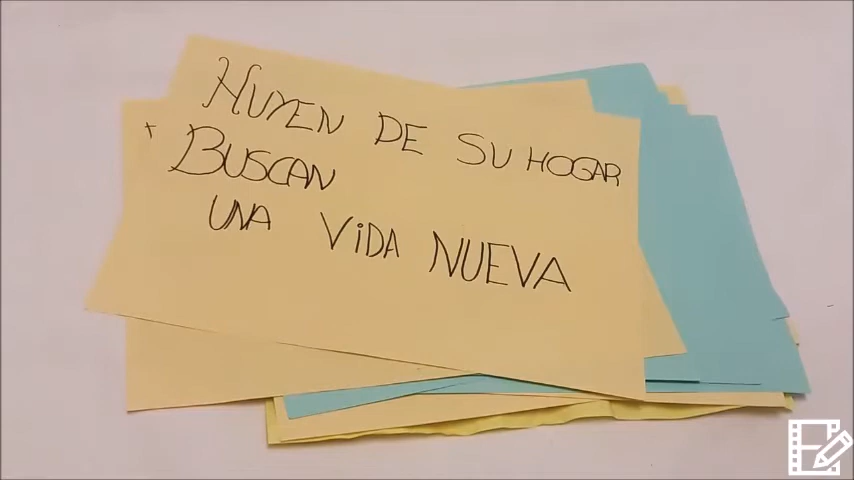 HUYEN DE SU HOGAR
+ BUSCAN
UNA VIDA NUEVA